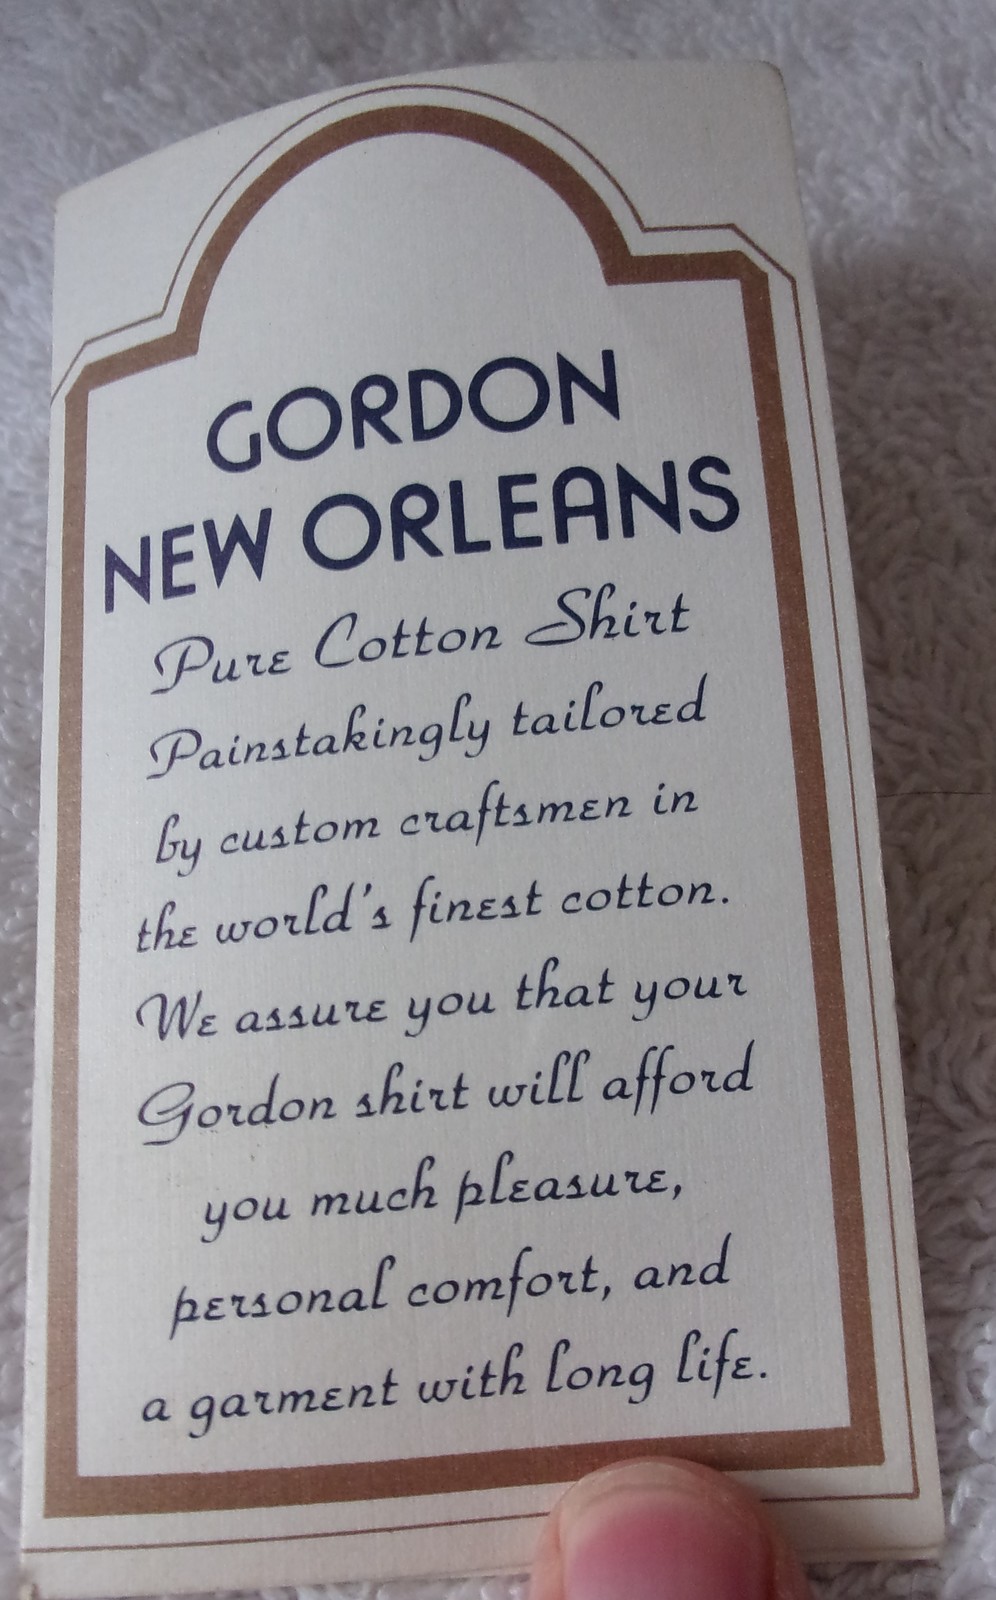 GORDON
NEW ORLEANS
Pure Cotton Shirt
Painstakingly tailored
by custom craftsmen in
the world's finest cotton.
We assure you that your
Gordon shirt will afford
you much pleasure,
personal comfort, and
a garment with long life.